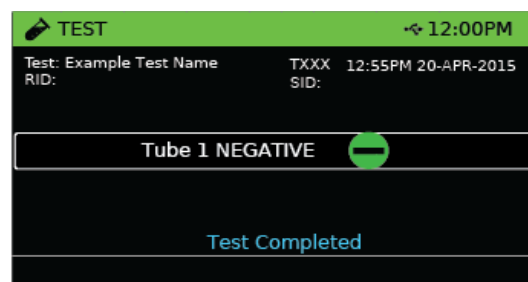 TEST 12:00PM
Test: Example Test Name TXXX 12:55PM 20-APR-2015
RID: SID:
Tube 1 NEGATIVE
Test Completed